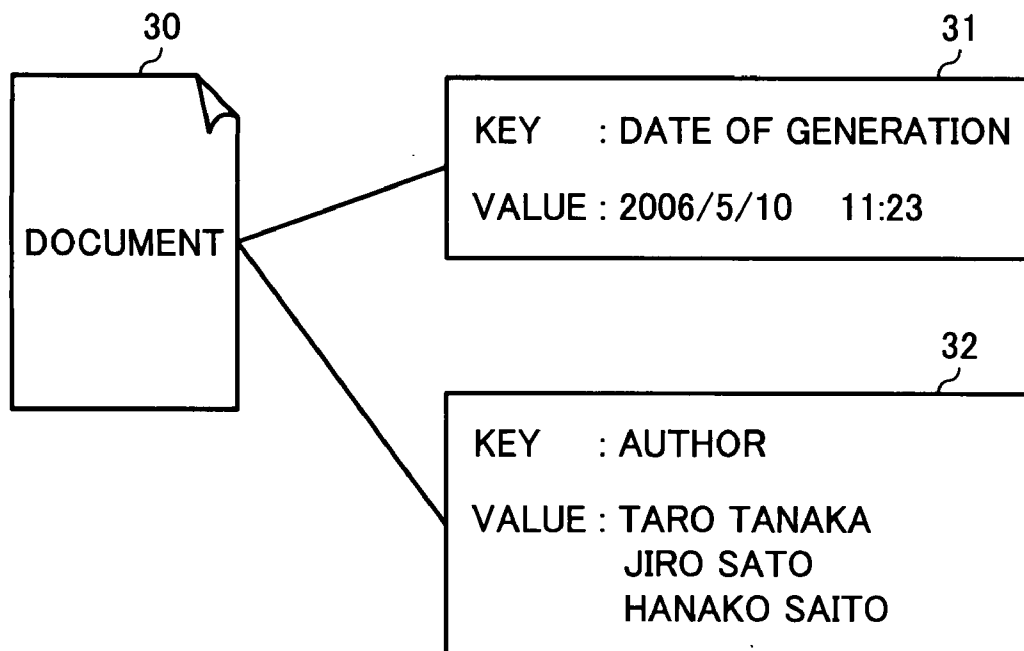 30
DOCUMENT
31
KEY : DATE OF GENERATION
VALUE : 2006/5/10 11:23
32
KEY : AUTHOR
VALUE : TARO TANAKA
JIRO SATO
HANAKO SAITO